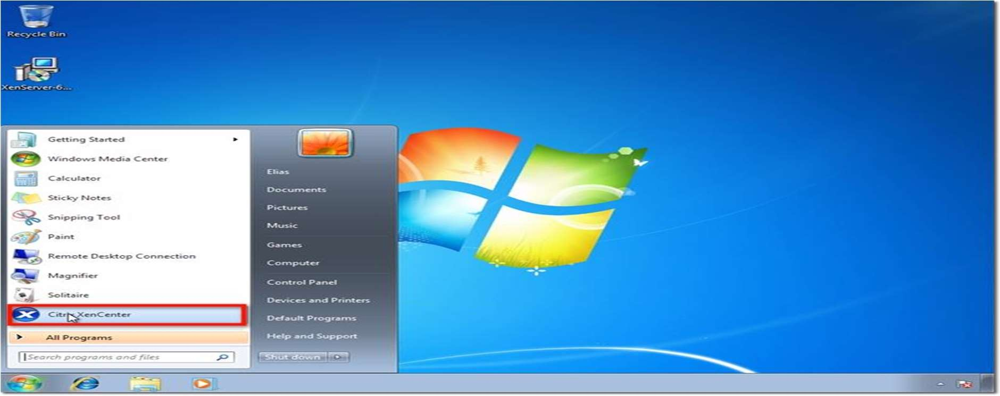 Recycle Bin
XenServer-6...
Getting Started
Windows Media Center
Calculator
Sticky Notes
Snipping Tool
Paint
Remote Desktop Connection
Magnifier
Solitaire
Citrix XenCenter
All Programs
Search programs and files
Elias
Documents
Pictures
Music
Games
Computer
Control Panel
Devices and Printers
Default Programs
Help and Support
Shut down